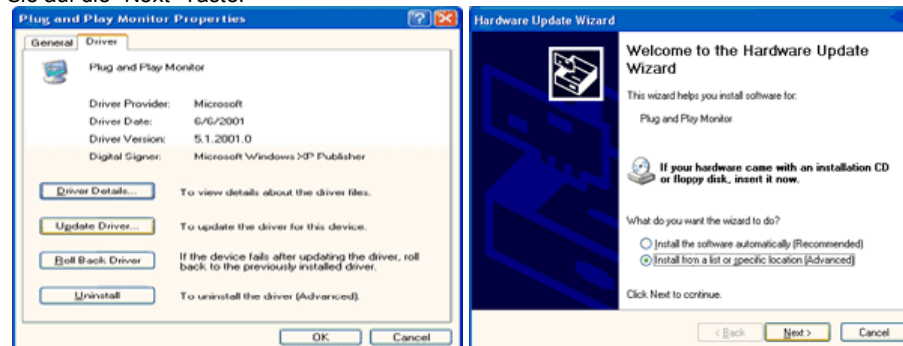 Sie auf die "Next"-Taste.
Plug and Play Monitor Properties
General Driver
Plug and Play Monitor
Driver Provider: Microsoft
Driver Date: 6/6/2001
Driver Version: 5.1.2001.0
Digital Signer: Microsoft Windows XP Publisher
Driver Details... To view details about the driver files.
Update Driver... To update the driver for this device.
Roll Back Driver If the device fails after updating the driver, roll
back to the previously installed driver.
Uninstall To uninstall the driver (Advanced).
OK Cancel
Hardware Update Wizard
Welcome to the Hardware Update
Wizard
This wizard helps you install software for:
Plug and Play Monitor
If your hardware came with an installation CD
or floppy disk, insert it now.
What do you want the wizard to do?
Install the software automatically (Recommended)
Install from a list or specific location (Advanced)
Click Next to continue.
< Back Next > Cancel